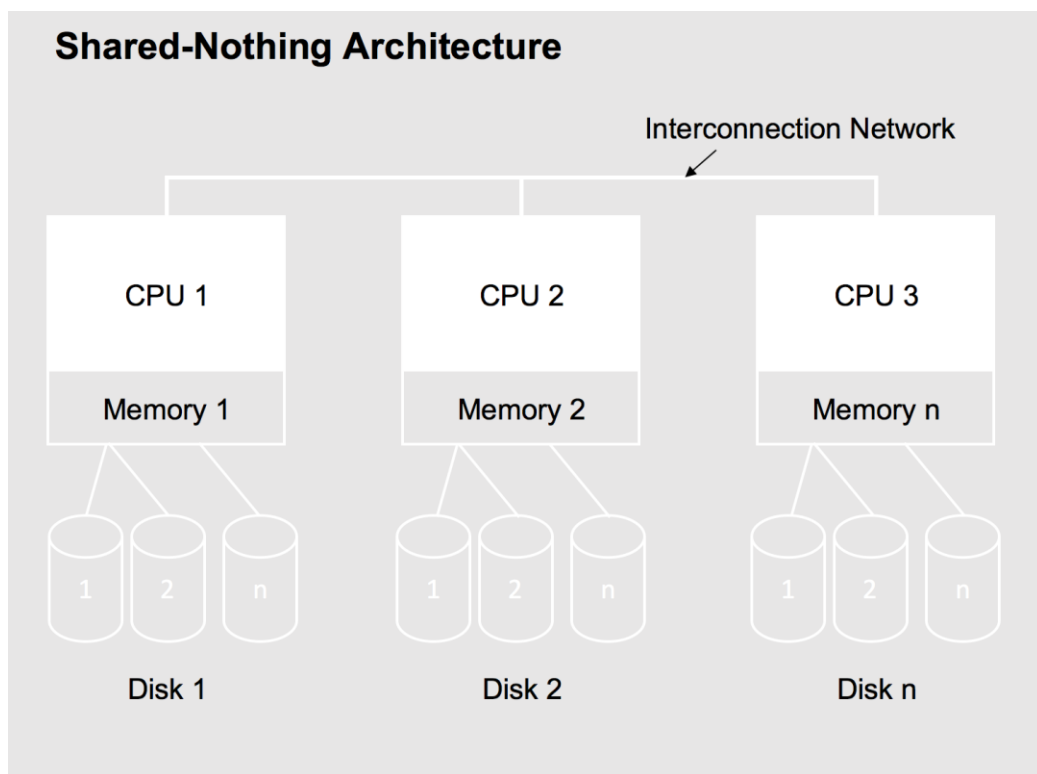 Shared-Nothing Architecture
Interconnection Network
CPU 1 CPU 2 CPU 3
Memory 1 Memory 2 Memory n
1 2 n 1 2 n 1 2 n
Disk 1 Disk 2 Disk n